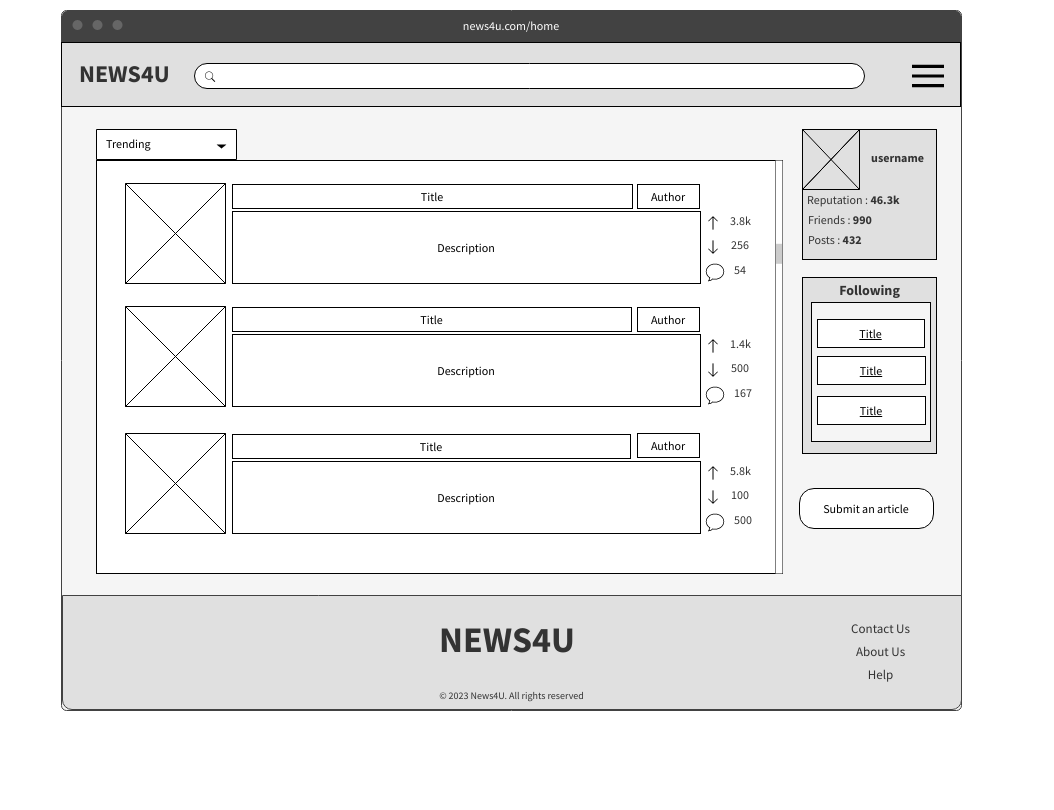 news4u.com/home
NEWS4U
Trending
Title
Author
Description
3.8k
256
54
Title
Author
Description
1.4k
500
167
Title
Author
Description
5.8k
100
500
username
Reputation : 46.3k
Friends : 990
Posts : 432
Following
Title
Title
Title
Submit an article
NEWS4U
© 2023 News4U. All rights reserved
Contact Us
About Us
Help